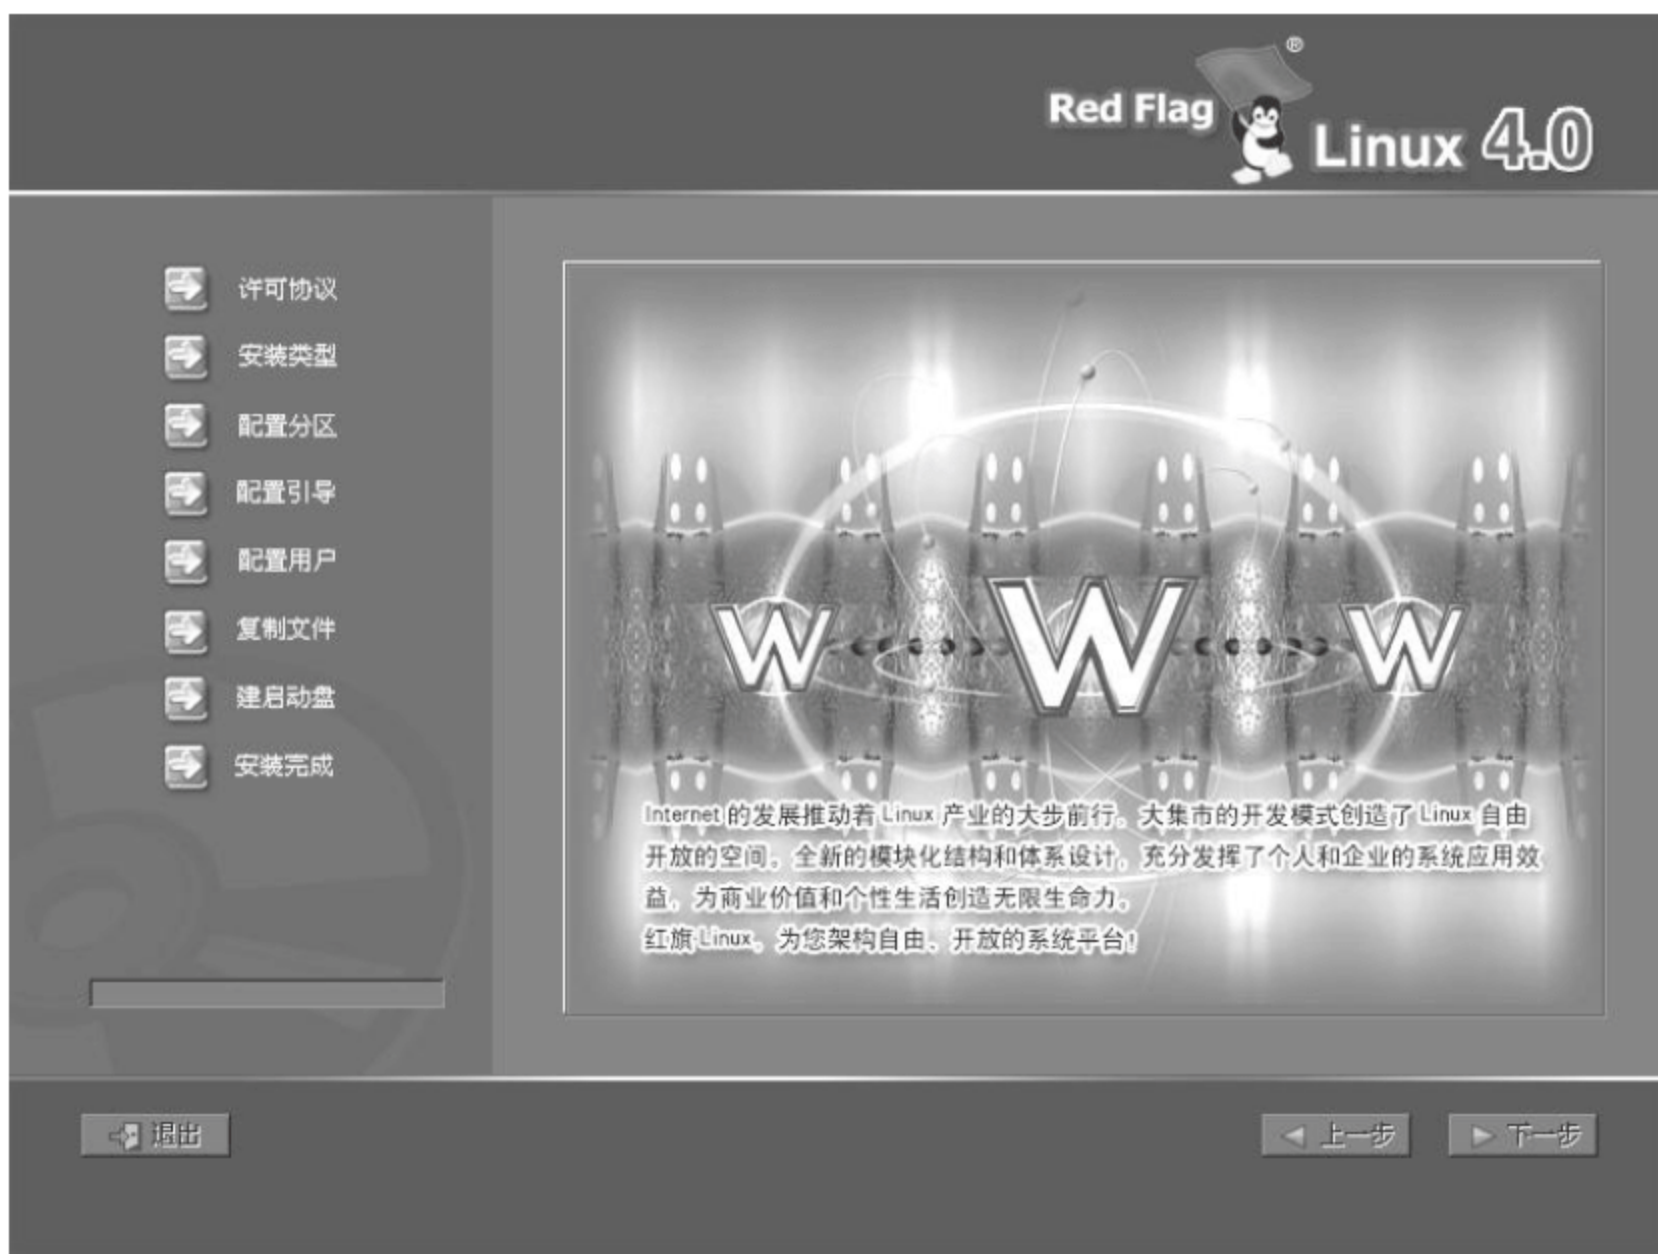 Red Flag
®
Linux 4.0
许可协议
安装类型
配置分区
配置引导
配置用户
复制文件
建启动盘
安装完成
W W W
Internet 的发展推动着 Linux 产业的大步前行。大集市的开发模式创造了 Linux 自由
开放的空间。全新的模块化结构和体系设计，充分发挥了个人和企业的系统应用效
益，为商业价值和个性生活创造无限生命力。
红旗 Linux，为您架构自由、开放的系统平台！
退出
上一步
下一步